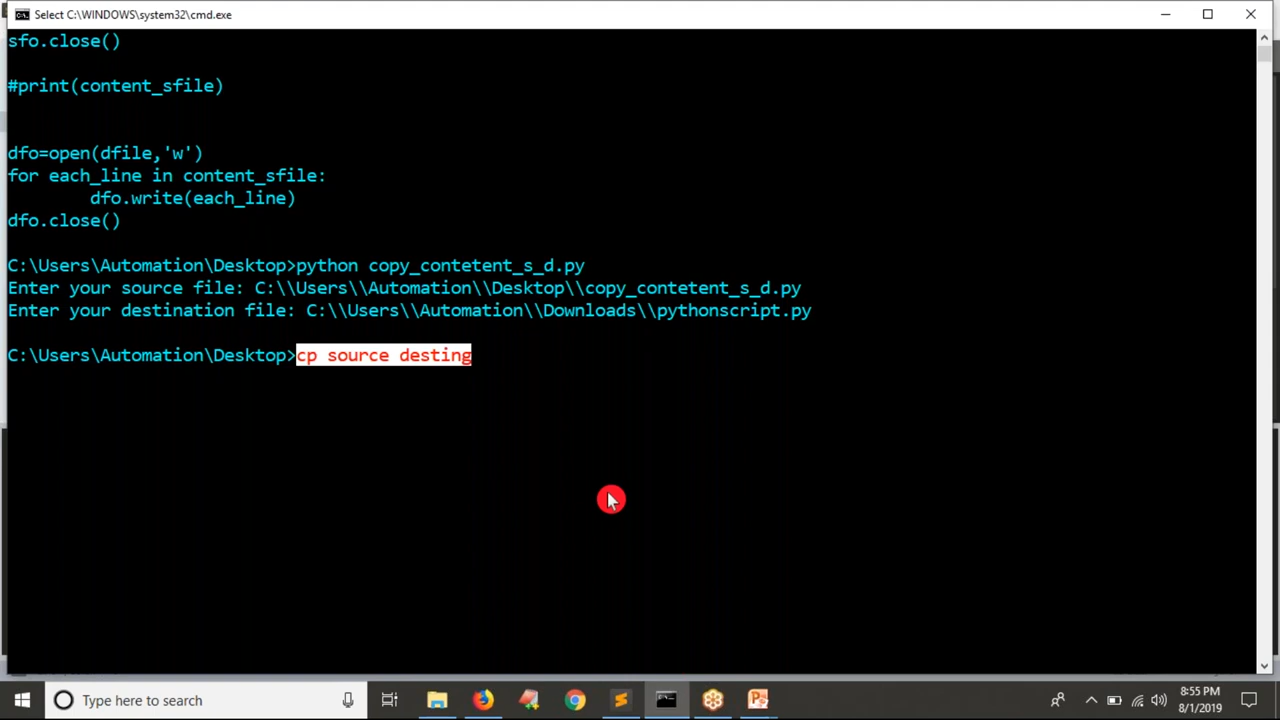 Select C:\WINDOWS\system32\cmd.exe
sfo.close()
#print(content_sfile)
dfo=open(dfile,'w')
for each_line in content_sfile:
        dfo.write(each_line)
dfo.close()
C:\Users\Automation\Desktop>python copy_contetent_s_d.py
Enter your source file: C:\\Users\\Automation\\Desktop\\copy_contetent_s_d.py
Enter your destination file: C:\\Users\\Automation\\Downloads\\pythonscript.py
C:\Users\Automation\Desktop>cp source desting
Type here to search
8:55 PM
8/1/2019